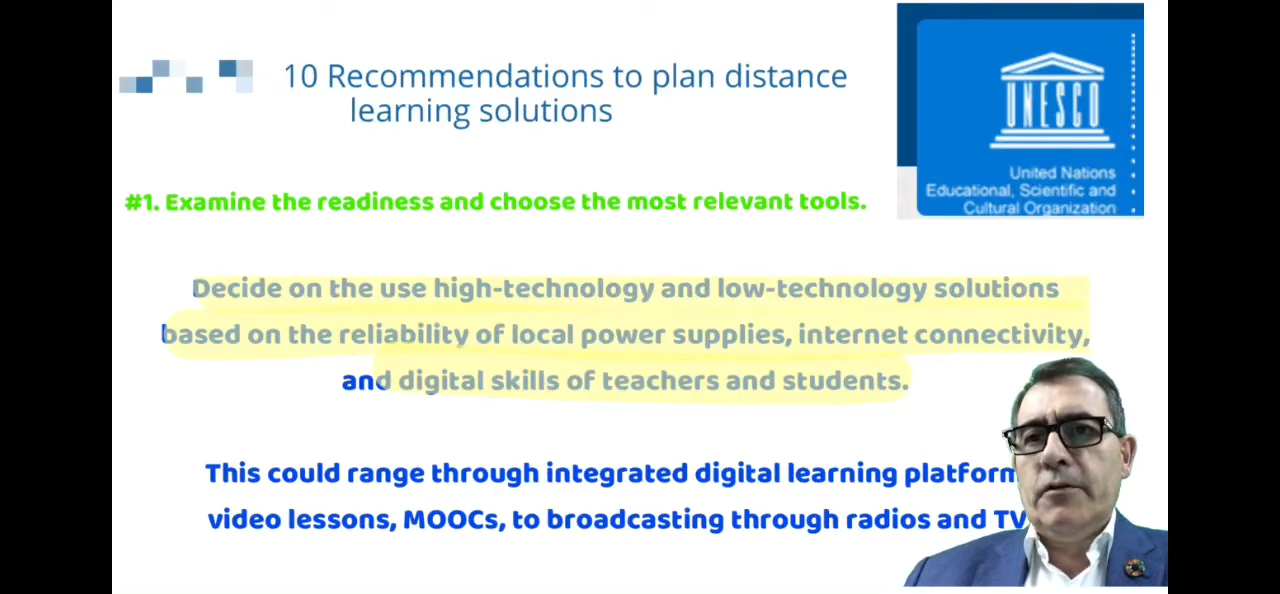 10 Recommendations to plan distance
learning solutions
UNESCO
United Nations
Educational, Scientific and
Cultural Organization
#1. Examine the readiness and choose the most relevant tools.
Decide on the use high-technology and low-technology solutions
based on the reliability of local power supplies, internet connectivity,
and digital skills of teachers and students.
This could range through integrated digital learning platform
video lessons, MOOCs, to broadcasting through radios and TV